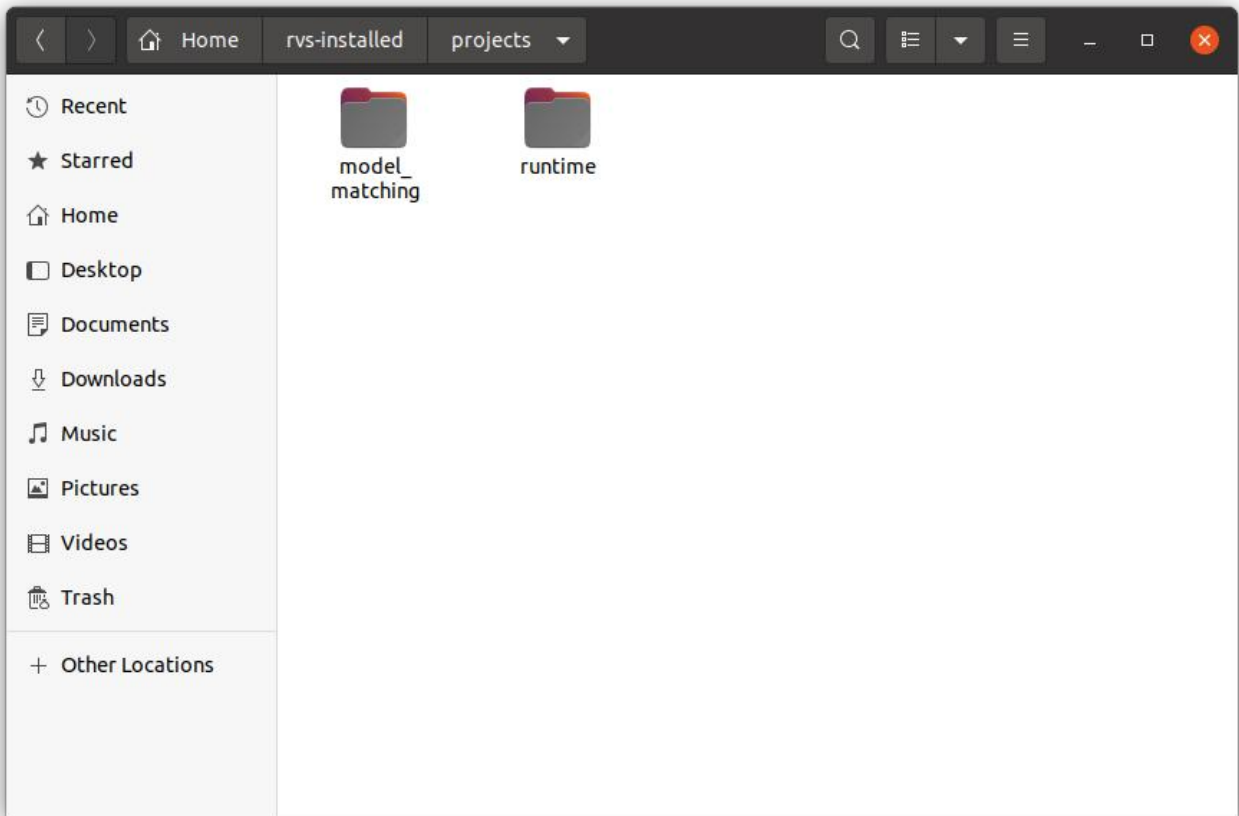 Home rvs-installed projects
Recent
Starred
Home
Desktop
Documents
Downloads
Music
Pictures
Videos
Trash
Other Locations
model_
matching
runtime